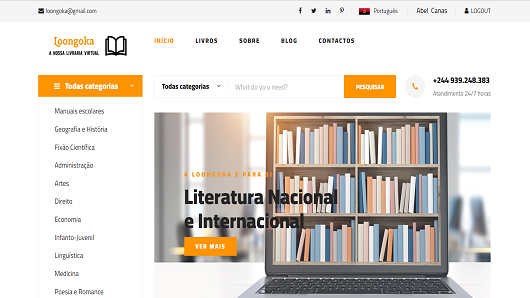 loongoka@gmail.com
Português
Abel Canas
LOGOUT
Loongoka
A NOSSA LIVRARIA VIRTUAL
INÍCIO
LIVROS
SOBRE
BLOG
CONTACTOS
Todas categorias
Todas categorias
What do yo u need?
PESQUISAR
+244 939.248.383
Atendimento 24/7 horas
Manuais escolares
Geografia e História
Fixão Científica
Administração
Artes
Direito
Economia
Infanto-Juvenil
Linguística
Medicina
Poesia e Romance
A LOONGOKA É PARA SI
Literatura Nacional
e Internacional
VER MAIS